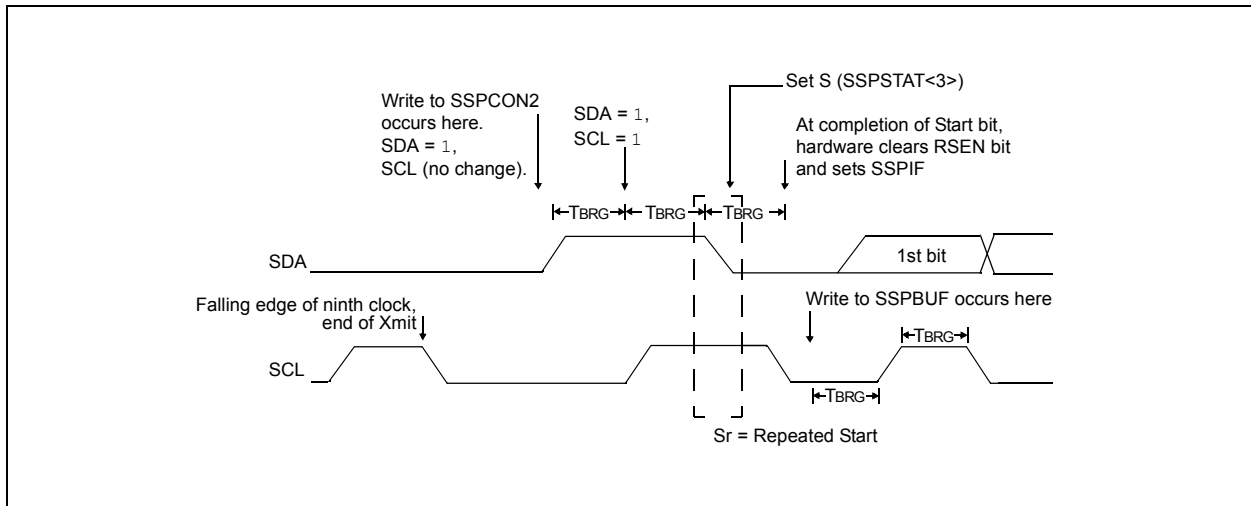 Set S (SSPSTAT<3>)
Write to SSPCON2
occurs here.
SDA = 1,
SCL (no change).
SDA = 1,
SCL = 1
At completion of Start bit,
hardware clears RSEN bit
and sets SSPIF
TBRG
TBRG
TBRG
SDA
1st bit
Write to SSPBUF occurs here
Falling edge of ninth clock,
end of Xmit
TBRG
SCL
TBRG
Sr = Repeated Start